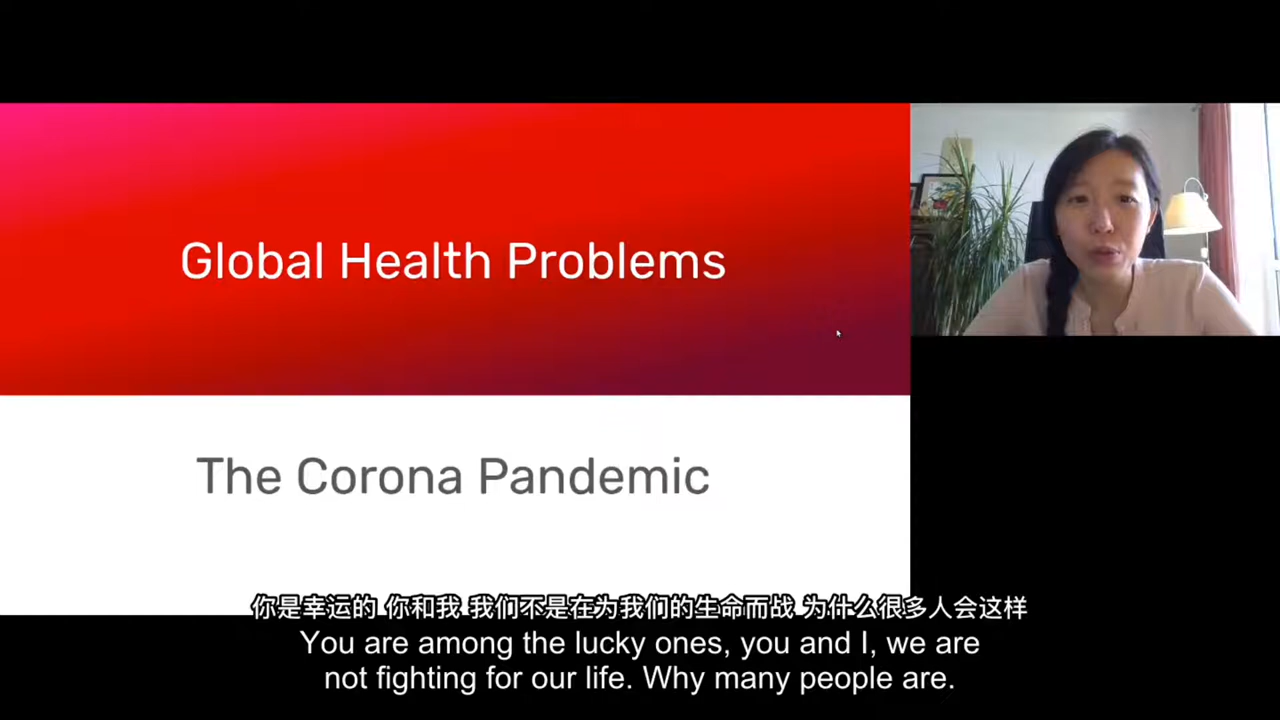 Global Health Problems
The Corona Pandemic
你是幸运的 你和我 我们不是在为我们的生命而战 为什么很多人会这样
You are among the lucky ones, you and I, we are
not fighting for our life. Why many people are.